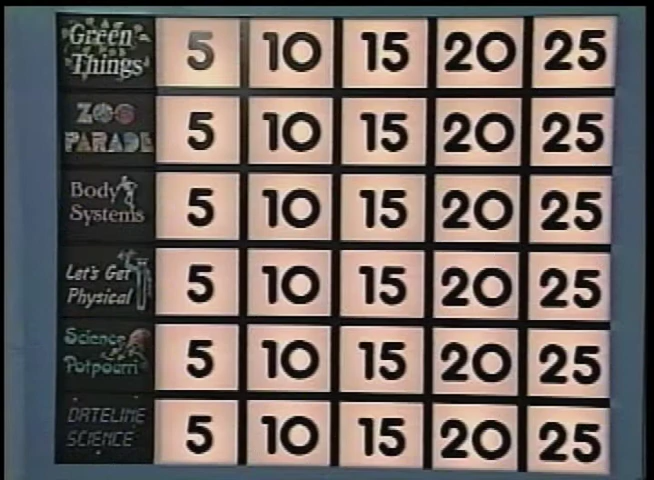 Green
Things
5 10 15 20 25
ZOO
PARADE
5 10 15 20 25
Body
Systems
5 10 15 20 25
Let's Get
Physical
5 10 15 20 25
Science
Potpourri
5 10 15 20 25
DATELINE
SCIENCE
5 10 15 20 25